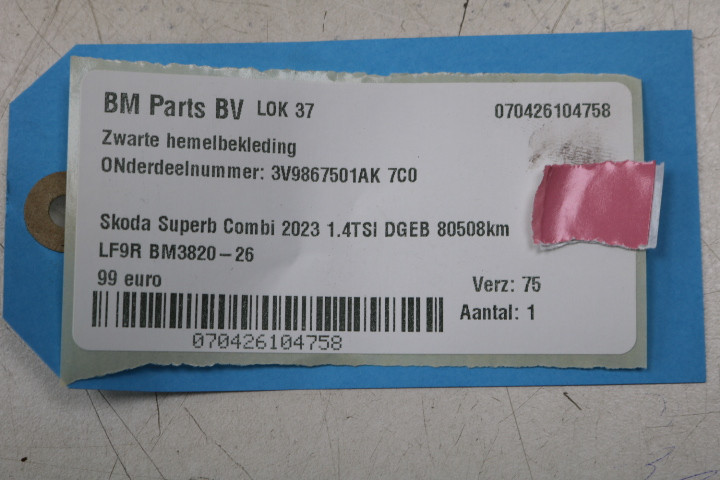 BM Parts BV LOK 37 070426104758
Zwarte hemelbekleding
ONderdeelnummer: 3V9867501AK 7C0
Skoda Superb Combi 2023 1.4TSI DGEB 80508km
LF9R BM3820-26
99 euro Verz: 75
Aantal: 1
070426104758